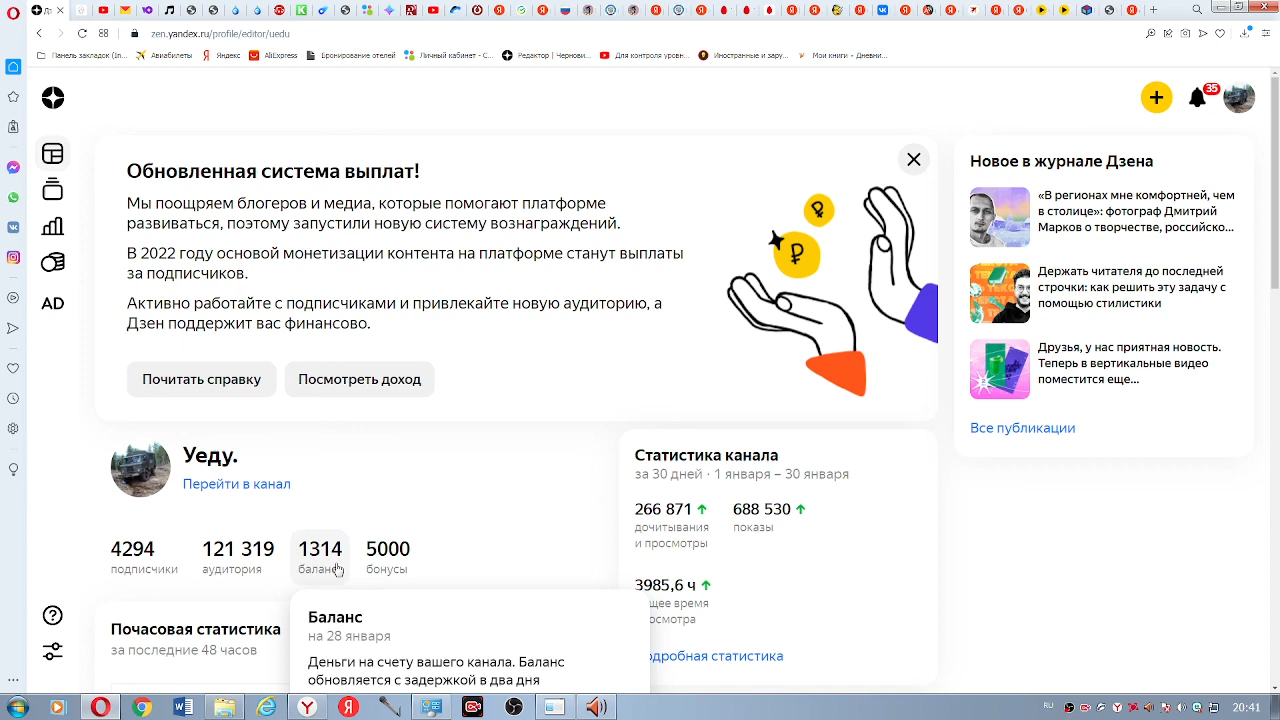 zen.yandex.ru/profile/editor/uedu
Панель закладок (In...
Авиабилеты
Яндекс
AliExpress
Бронирование отелей
Личный кабинет - С...
Редактор | Чернови...
Для контроля уровн...
Иностранные и зару...
Мои книги - Дневни...
35
AD
Обновленная система выплат!
Мы поощряем блогеров и медиа, которые помогают платформе
развиваться, поэтому запустили новую систему вознаграждений.
В 2022 году основой монетизации контента на платформе станут выплаты
за подписчиков.
Активно работайте с подписчиками и привлекайте новую аудиторию, а
Дзен поддержит вас финансово.
Почитать справку
Посмотреть доход
Новое в журнале Дзена
«В регионах мне комфортней, чем
в столице»: фотограф Дмитрий
Марков о творчестве, российско...
Держать читателя до последней
строчки: как решить эту задачу с
помощью стилистики
Друзья, у нас приятная новость.
Теперь в вертикальные видео
поместится еще...
Все публикации
Уеду.
Перейти в канал
4294
подписчики
121 319
аудитория
1314
баланс
5000
бонусы
Статистика канала
за 30 дней · 1 января – 30 января
266 871
дочитывания
и просмотры
688 530
показы
3985,6 ч
Подробная статистика
Почасовая статистика
за последние 48 часов
Баланс
на 28 января
Деньги на счету вашего канала. Баланс
обновляется с задержкой в два дня
RU
20:41